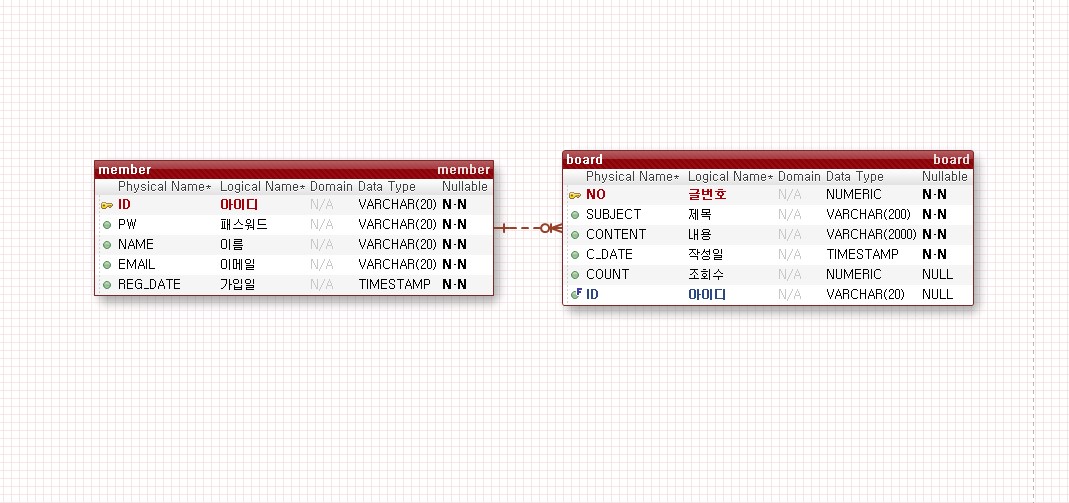 member member
Physical Name* Logical Name* Domain Data Type Nullable
ID 아이디 N/A VARCHAR(20) N-N
PW 패스워드 N/A VARCHAR(20) N-N
NAME 이름 N/A VARCHAR(20) N-N
EMAIL 이메일 N/A VARCHAR(20) N-N
REG_DATE 가입일 N/A TIMESTAMP N-N
board board
Physical Name* Logical Name* Domain Data Type Nullable
NO 글번호 N/A NUMERIC N-N
SUBJECT 제목 N/A VARCHAR(200) N-N
CONTENT 내용 N/A VARCHAR(2000) N-N
C_DATE 작성일 N/A TIMESTAMP N-N
COUNT 조회수 N/A NUMERIC NULL
F ID 아이디 N/A VARCHAR(20) NULL